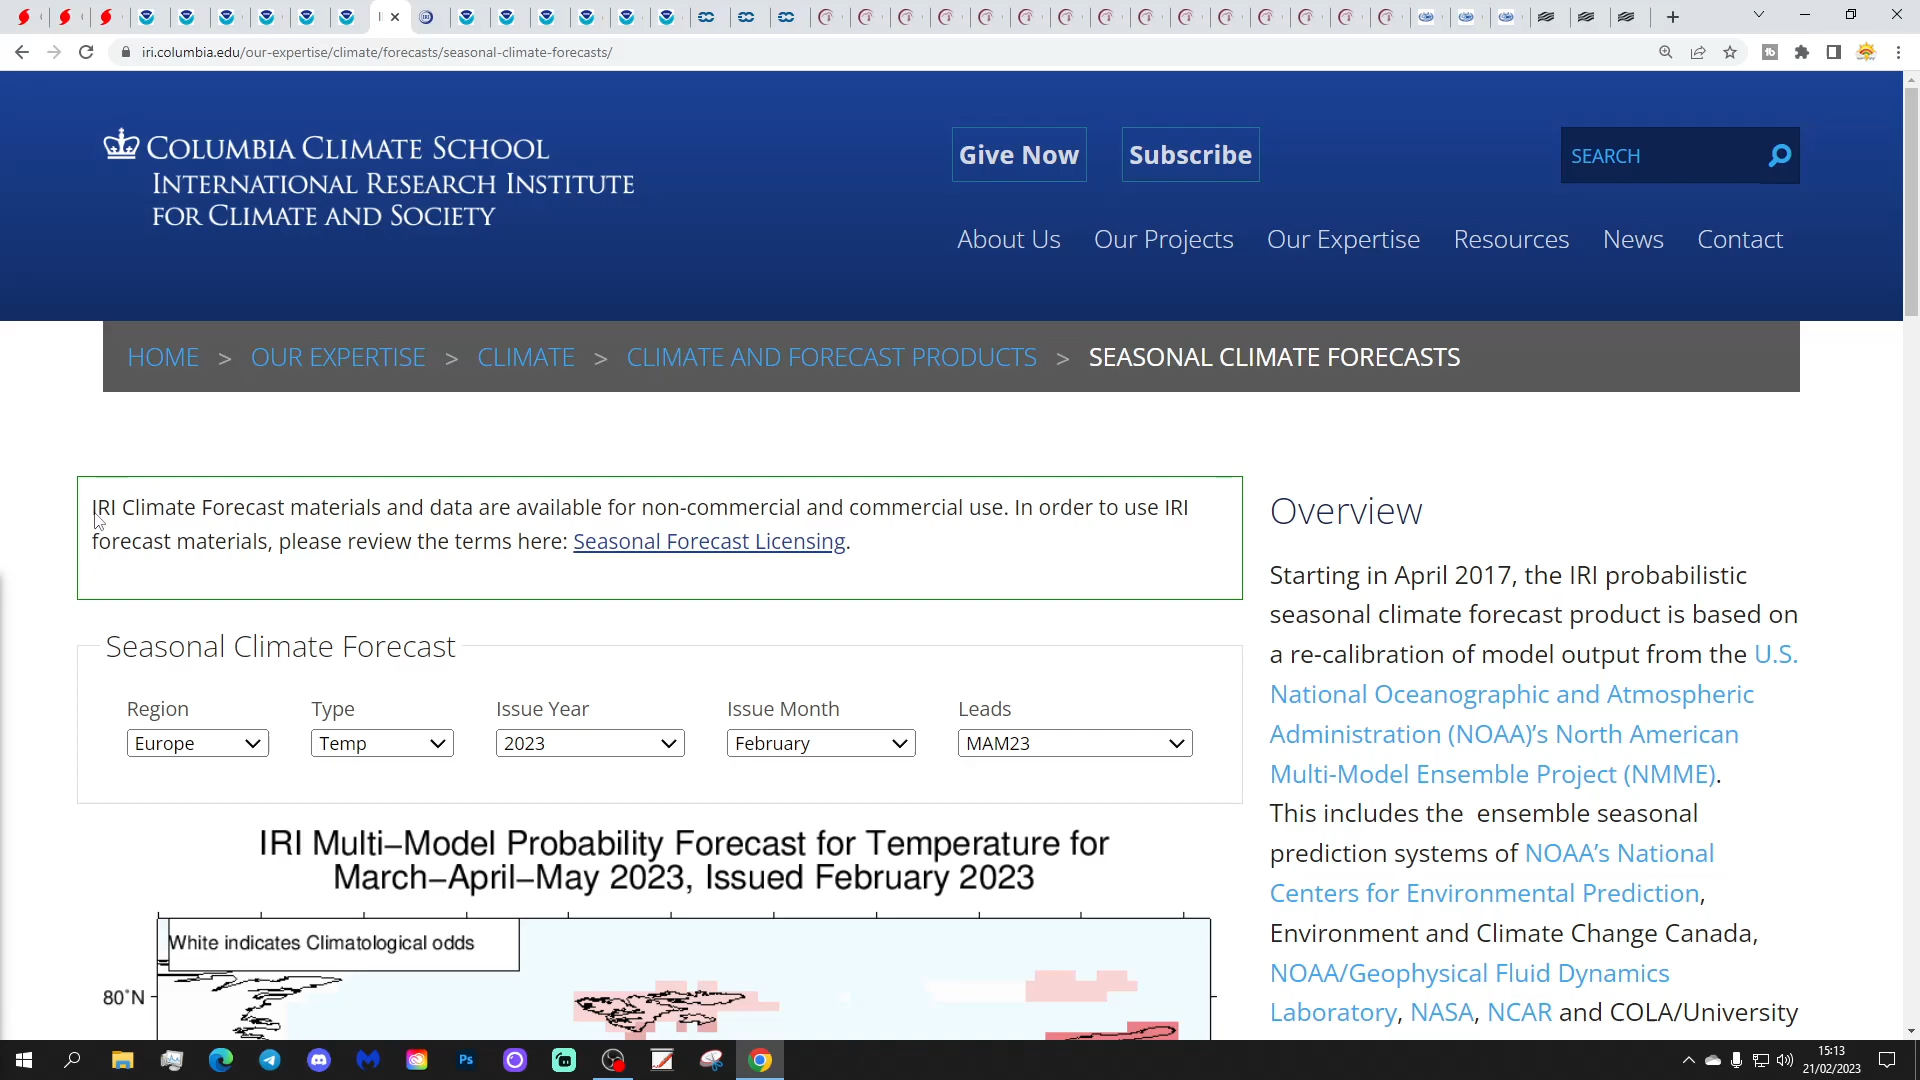 iri.columbia.edu/our-expertise/climate/forecasts/seasonal-climate-forecasts/
COLUMBIA CLIMATE SCHOOL
INTERNATIONAL RESEARCH INSTITUTE
FOR CLIMATE AND SOCIETY
Give Now
Subscribe
SEARCH
About Us
Our Projects
Our Expertise
Resources
News
Contact
HOME > OUR EXPERTISE > CLIMATE > CLIMATE AND FORECAST PRODUCTS > SEASONAL CLIMATE FORECASTS
IRI Climate Forecast materials and data are available for non-commercial and commercial use. In order to use IRI
forecast materials, please review the terms here: Seasonal Forecast Licensing.
Seasonal Climate Forecast
Region
Type
Issue Year
Issue Month
Leads
Europe
Temp
2023
February
MAM23
IRI Multi-Model Probability Forecast for Temperature for
March-April-May 2023, Issued February 2023
White indicates Climatological odds
80°N
Overview
Starting in April 2017, the IRI probabilistic
seasonal climate forecast product is based on
a re-calibration of model output from the U.S.
National Oceanographic and Atmospheric
Administration (NOAA)'s North American
Multi-Model Ensemble Project (NMME).
This includes the ensemble seasonal
prediction systems of NOAA's National
Centers for Environmental Prediction,
Environment and Climate Change Canada,
NOAA/Geophysical Fluid Dynamics
Laboratory, NASA, NCAR and COLA/University
Ps
15:13
21/02/2023